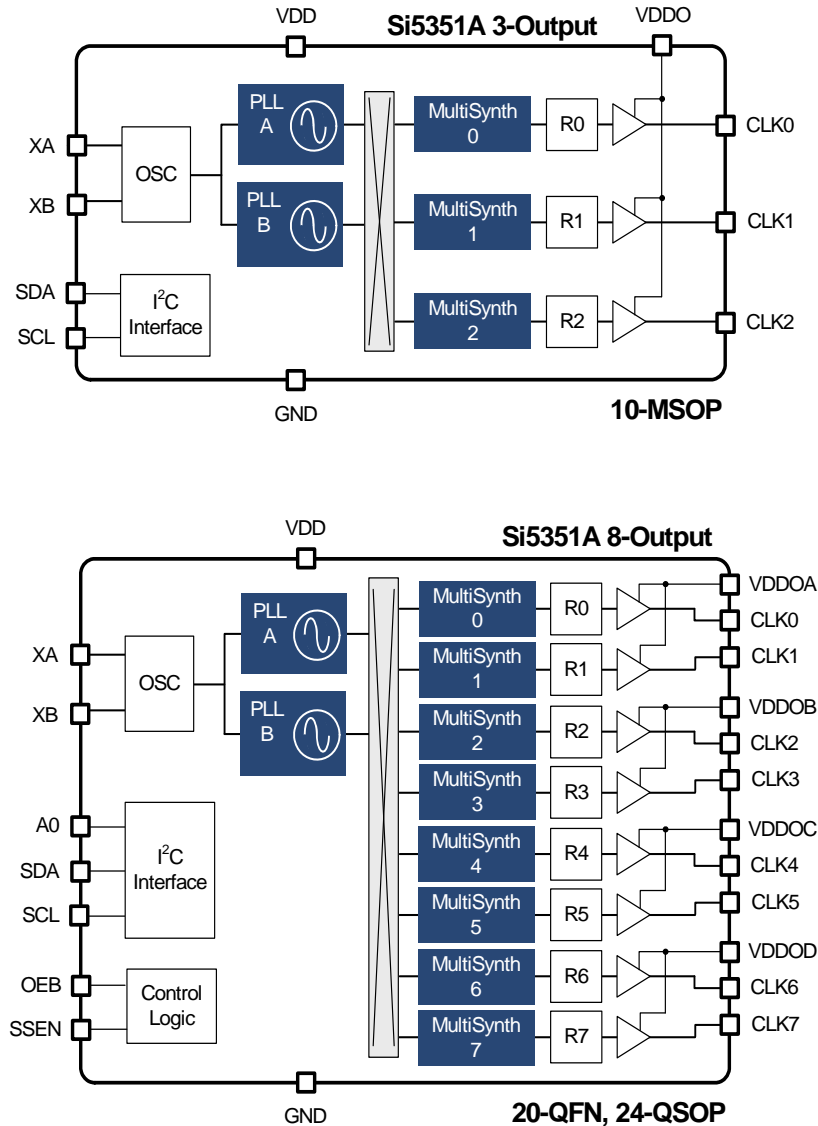 VDD
Si5351A 3-Output
VDDO
PLL
A
MultiSynth
0
R0
CLK0
XA
OSC
XB
PLL
B
MultiSynth
1
R1
CLK1
SDA
I²C
Interface
SCL
MultiSynth
2
R2
CLK2
GND
10-MSOP
VDD
Si5351A 8-Output
PLL
A
MultiSynth
0
R0
VDDOA
CLK0
XA
OSC
XB
MultiSynth
1
R1
CLK1
PLL
B
MultiSynth
2
R2
VDDOB
CLK2
MultiSynth
3
R3
CLK3
A0
I²C
Interface
SDA
SCL
MultiSynth
4
R4
VDDOC
CLK4
MultiSynth
5
R5
CLK5
OEB
Control
Logic
SSEN
MultiSynth
6
R6
VDDOD
CLK6
MultiSynth
7
R7
CLK7
GND
20-QFN, 24-QSOP